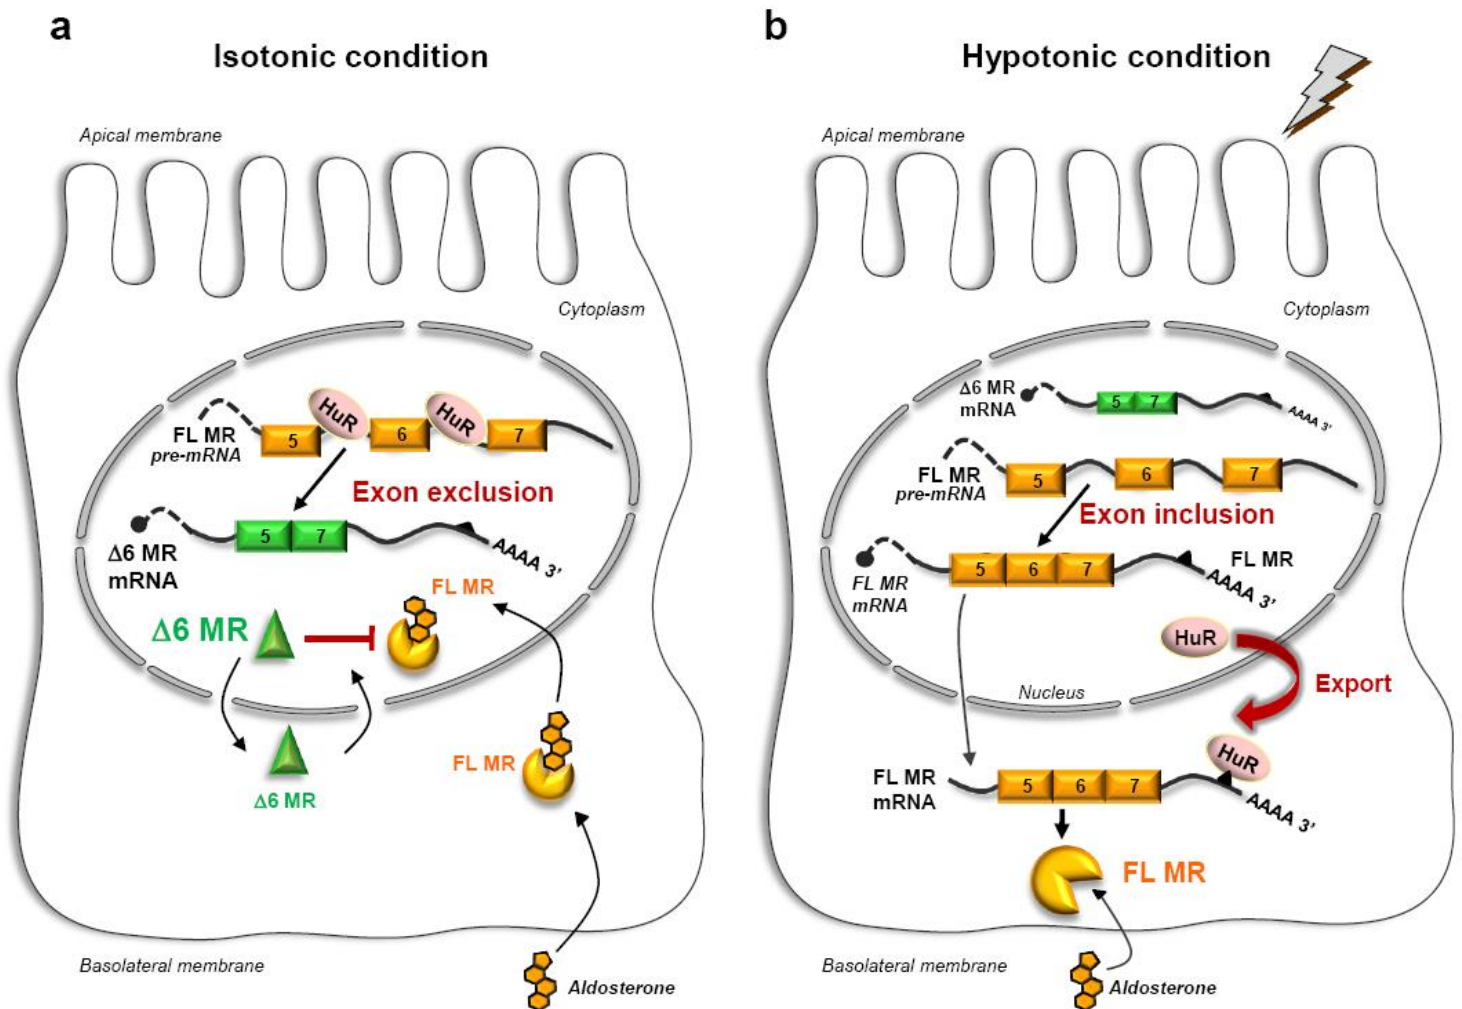 a
Isotonic condition
Apical membrane
Cytoplasm
HuR
HuR
FL MR
pre-mRNA
5
6
7
Exon exclusion
Δ6 MR
mRNA
5 7
AAAA 3’
FL MR
Δ6 MR
FL MR
Δ6 MR
Basolateral membrane
Aldosterone
b
Hypotonic condition
Apical membrane
Cytoplasm
Δ6 MR
mRNA
5 7
AAAA 3’
FL MR
pre-mRNA
5
6
7
Exon inclusion
FL MR
mRNA
5 6 7
FL MR
AAAA 3’
HuR
Nucleus
Export
HuR
FL MR
mRNA
5 6 7
AAAA 3’
FL MR
Basolateral membrane
Aldosterone